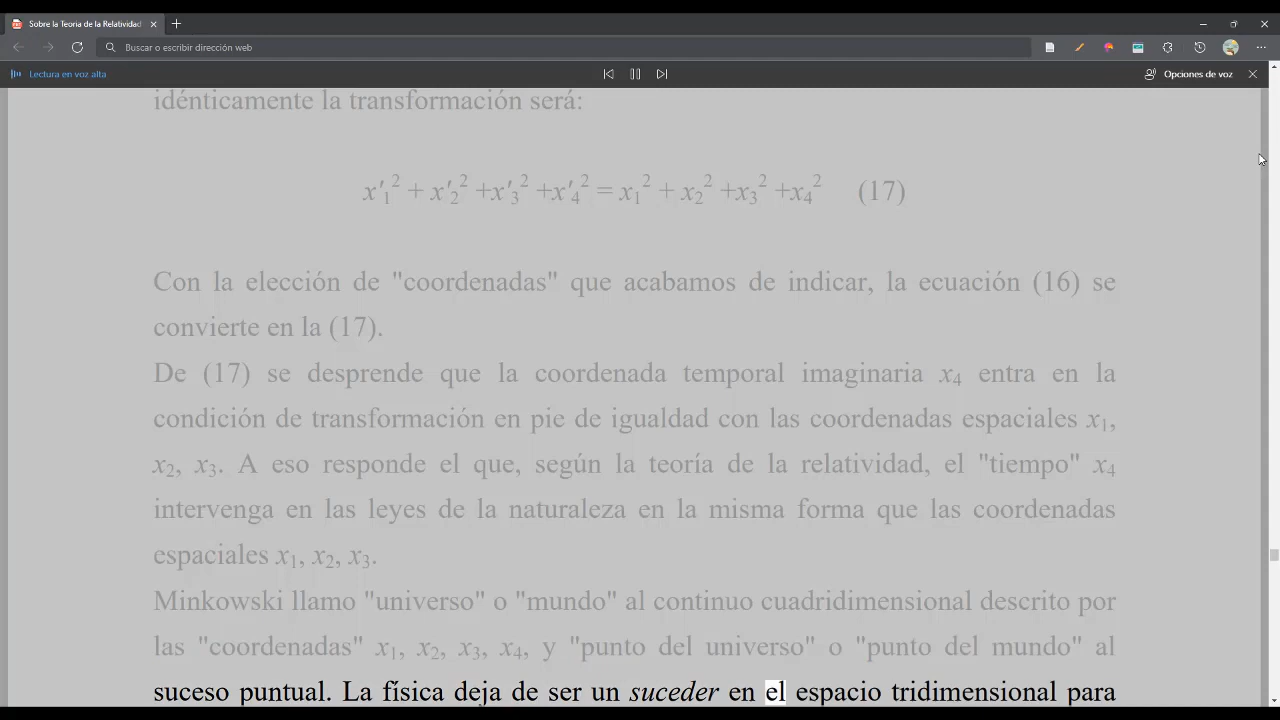 Sobre la Teoria de la Relatividad
Buscar o escribir dirección web
Lectura en voz alta
Opciones de voz
idénticamente la transformación será:
x'₁² + x'₂² +x'₃² +x'₄² = x₁² + x₂² +x₃² +x₄² (17)
Con la elección de "coordenadas" que acabamos de indicar, la ecuación (16) se
convierte en la (17).
De (17) se desprende que la coordenada temporal imaginaria x₄ entra en la
condición de transformación en pie de igualdad con las coordenadas espaciales x₁,
x₂, x₃. A eso responde el que, según la teoría de la relatividad, el "tiempo" x₄
intervenga en las leyes de la naturaleza en la misma forma que las coordenadas
espaciales x₁, x₂, x₃.
Minkowski llamo "universo" o "mundo" al continuo cuadridimensional descrito por
las "coordenadas" x₁, x₂, x₃, x₄, y "punto del universo" o "punto del mundo" al
suceso puntual. La física deja de ser un suceder en el espacio tridimensional para